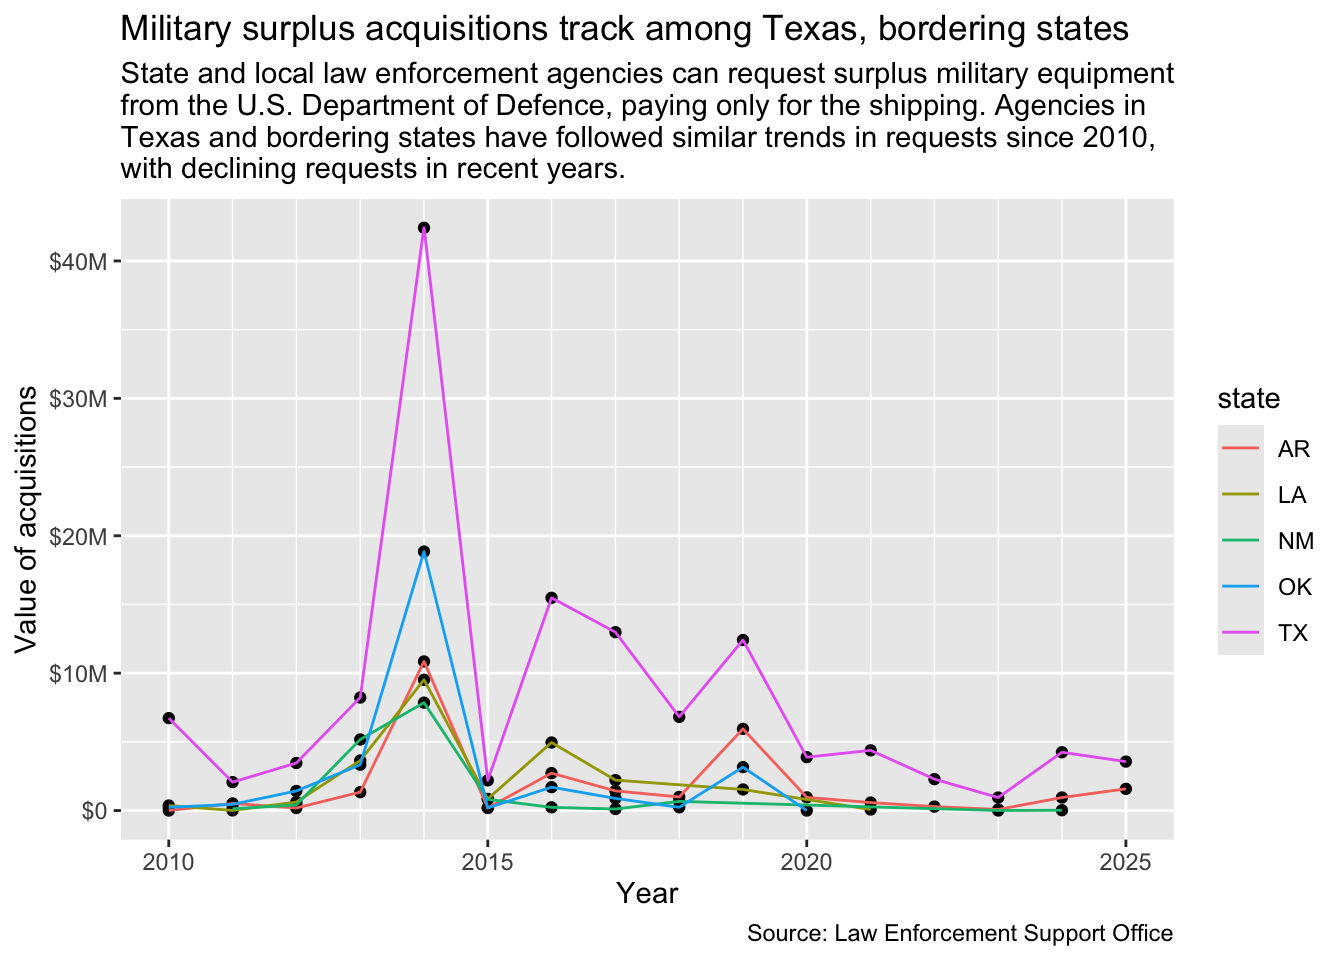 Military surplus acquisitions track among Texas, bordering states
State and local law enforcement agencies can request surplus military equipment
from the U.S. Department of Defence, paying only for the shipping. Agencies in
Texas and bordering states have followed similar trends in requests since 2010,
with declining requests in recent years.
$40M
$30M
$20M
$10M
$0
Value of acquisitions
2010 2015 2020 2025
Year
state
AR
LA
NM
OK
TX
Source: Law Enforcement Support Office